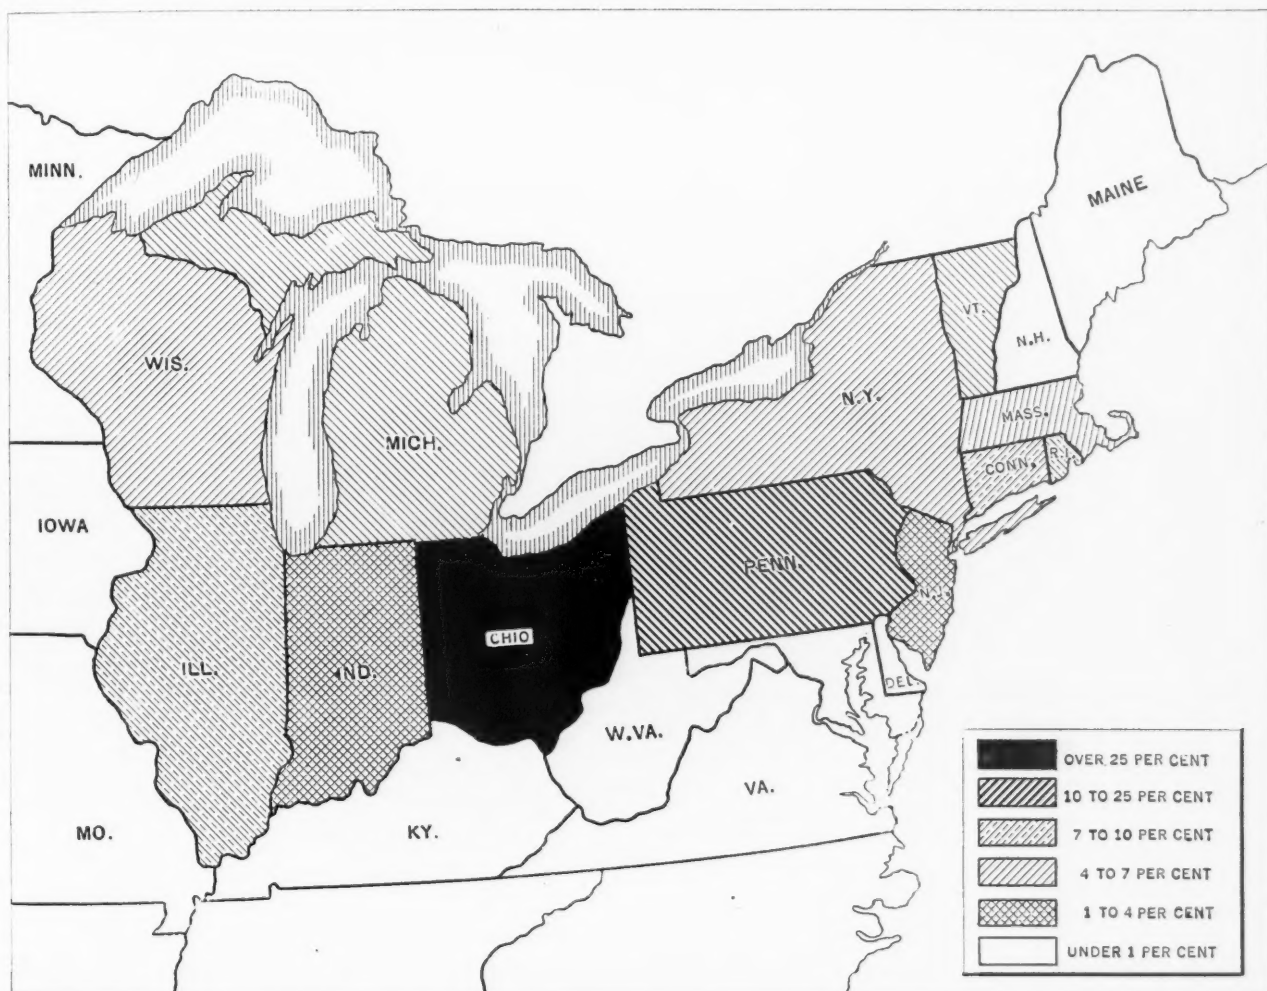 MINN.
MAINE
VT.
N.H.
WIS.
N.Y.
MASS.
MICH.
CONN.
R.I.
IOWA
PENN.
N.J.
CHIO
ILL.
ND.
DEL.
W.VA.
VA.
MO.
KY.
OVER 25 PER CENT
10 TO 25 PER CENT
7 TO 10 PER CENT
4 TO 7 PER CENT
1 TO 4 PER CENT
UNDER 1 PER CENT